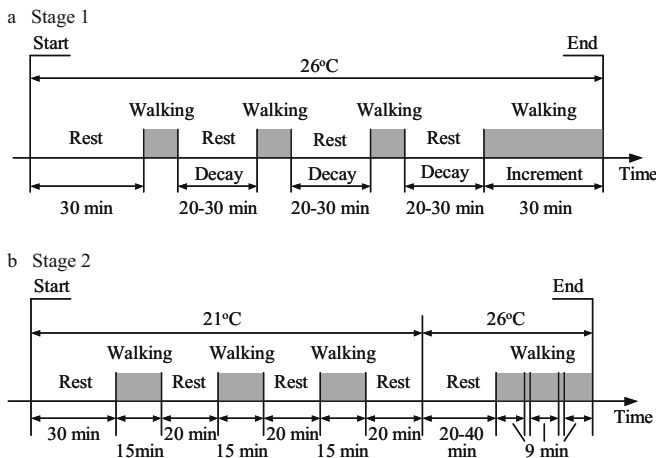 a Stage 1
Start End
26°C
Walking Walking Walking Walking
Rest Rest Rest Rest
Decay Decay Decay Increment Time
30 min 20-30 min 20-30 min 20-30 min 30 min
b Stage 2
Start End
21°C 26°C
Walking Walking Walking Walking
Rest Rest Rest Rest Rest
Time
30 min 20 min 20 min 20 min 20-40
15min 15 min 15 min min 9 min